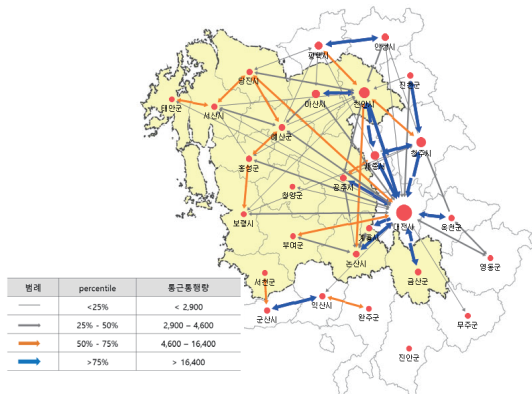 안성시
평택시
진천군
당진시
아산시
천안시
태안군
서산시
예산군
청주시
세종시
홍성군
공주시
청양군
보령시
대전시
옥천군
계룡시
부여군
논산시
영동군
서천군
금산군
익산시
군산시
완주군
무주군
진안군
범례 percentile 통근통행량
<25% < 2,900
25% - 50% 2,900 – 4,600
50% - 75% 4,600 – 16,400
>75% > 16,400